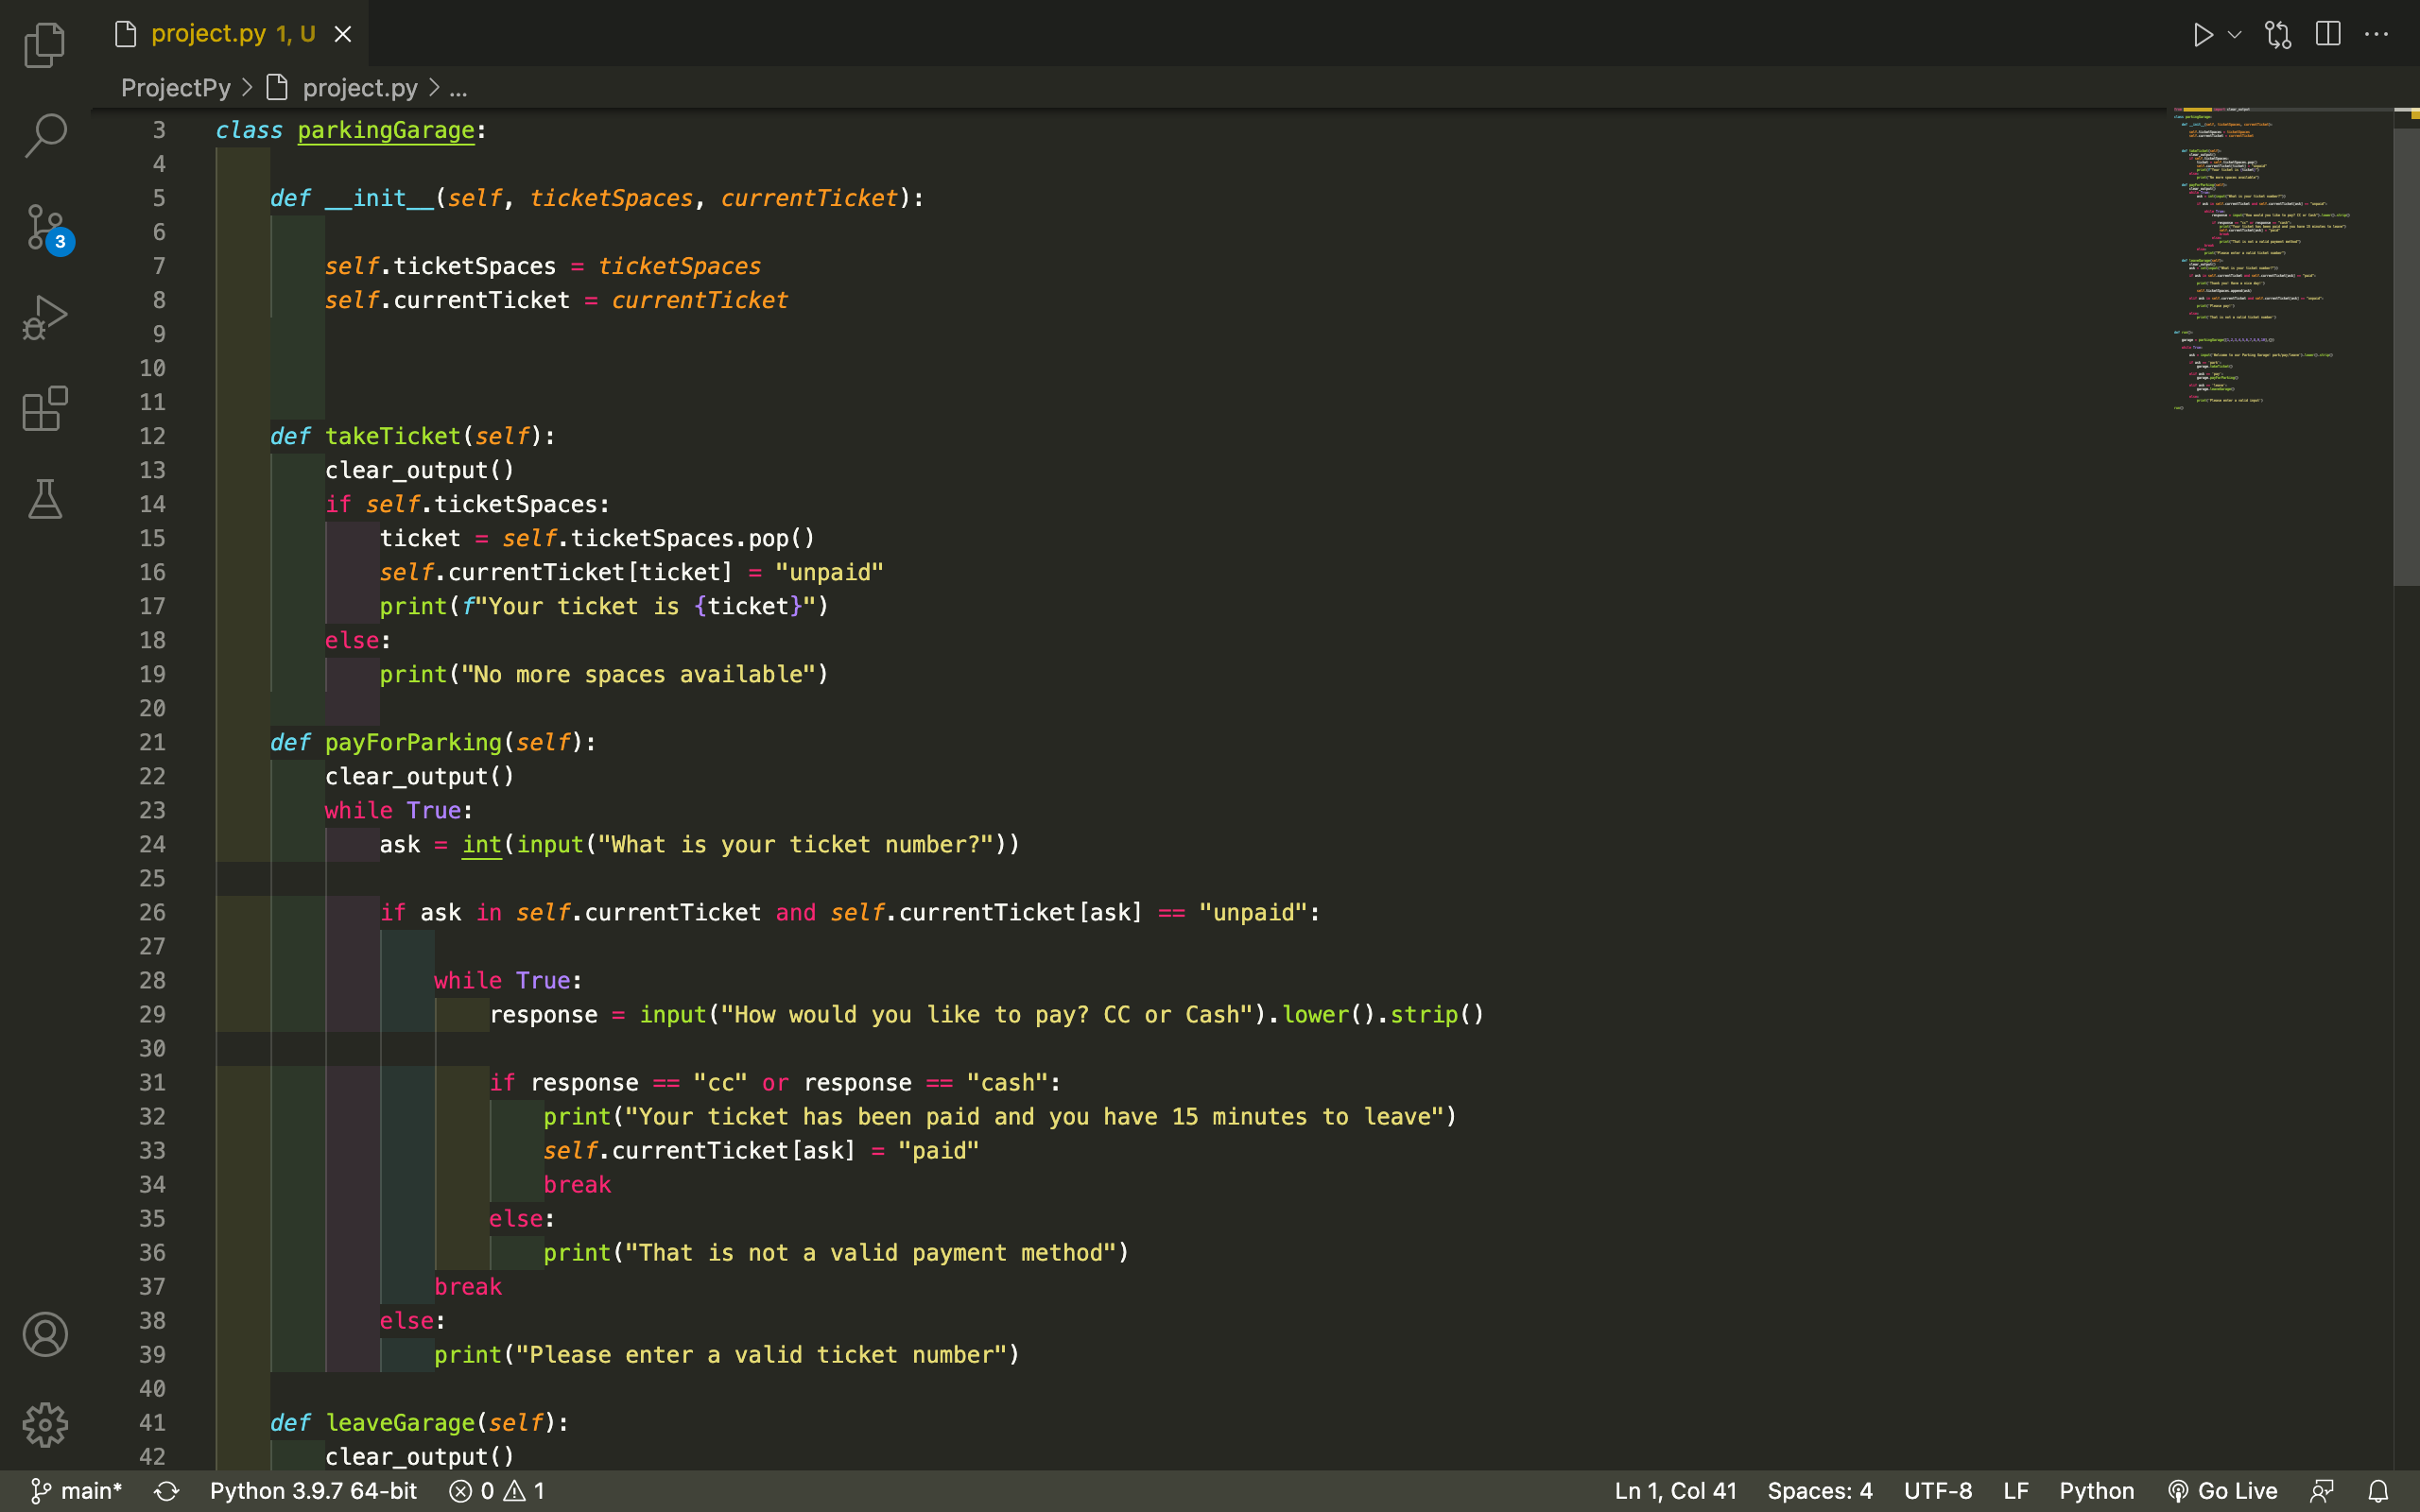 project.py 1, U
ProjectPy > project.py > ...
3 class parkingGarage:
4
5 def __init__(self, ticketSpaces, currentTicket):
6
7 self.ticketSpaces = ticketSpaces
8 self.currentTicket = currentTicket
9
10
11
12 def takeTicket(self):
13 clear_output()
14 if self.ticketSpaces:
15 ticket = self.ticketSpaces.pop()
16 self.currentTicket[ticket] = "unpaid"
17 print(f"Your ticket is {ticket}")
18 else:
19 print("No more spaces available")
20
21 def payForParking(self):
22 clear_output()
23 while True:
24 ask = int(input("What is your ticket number?"))
25
26 if ask in self.currentTicket and self.currentTicket[ask] == "unpaid":
27
28 while True:
29 response = input("How would you like to pay? CC or Cash").lower().strip()
30
31 if response == "cc" or response == "cash":
32 print("Your ticket has been paid and you have 15 minutes to leave")
33 self.currentTicket[ask] = "paid"
34 break
35 else:
36 print("That is not a valid payment method")
37 break
38 else:
39 print("Please enter a valid ticket number")
40
41 def leaveGarage(self):
42 clear_output()
3
main* Python 3.9.7 64-bit 0 1 Ln 1, Col 41 Spaces: 4 UTF-8 LF Python Go Live